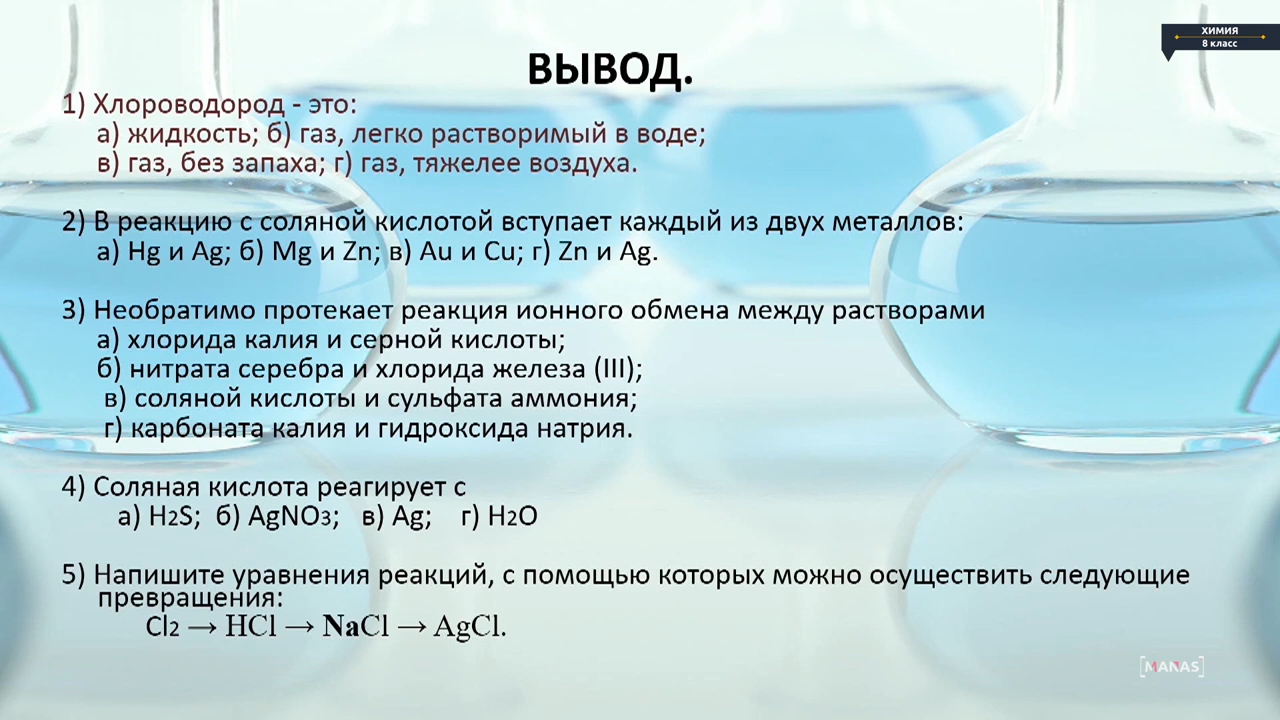 ХИМИЯ
8 класс
ВЫВОД.
1) Хлороводород - это:
а) жидкость; б) газ, легко растворимый в воде;
в) газ, без запаха; г) газ, тяжелее воздуха.
2) В реакцию с соляной кислотой вступает каждый из двух металлов:
а) Hg и Ag; б) Mg и Zn; в) Au и Cu; г) Zn и Ag.
3) Необратимо протекает реакция ионного обмена между растворами
а) хлорида калия и серной кислоты;
б) нитрата серебра и хлорида железа (III);
в) соляной кислоты и сульфата аммония;
г) карбоната калия и гидроксида натрия.
4) Соляная кислота реагирует с
а) H2S; б) AgNO3; в) Ag; г) H2O
5) Напишите уравнения реакций, с помощью которых можно осуществить следующие
превращения:
Cl2 → HCl → NaCl → AgCl.
[MANAS]